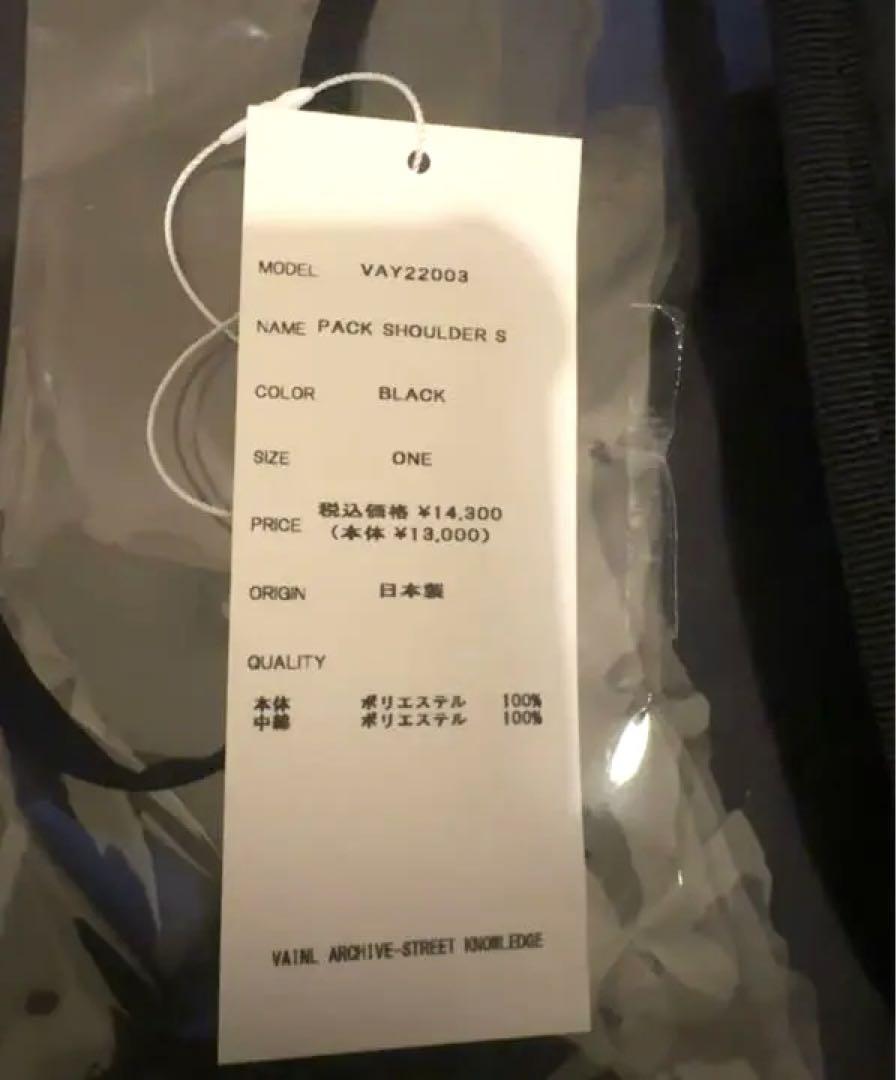 MODEL VAY22003
NAME PACK SHOULDER S
COLOR BLACK
SIZE ONE
PRICE 税込価格 ¥14,300
(本体 ¥13,000)
ORIGIN 日本製
QUALITY
本体 ポリエステル 100%
中綿 ポリエステル 100%
VAINL ARCHIVE-STREET KNOWLEDGE